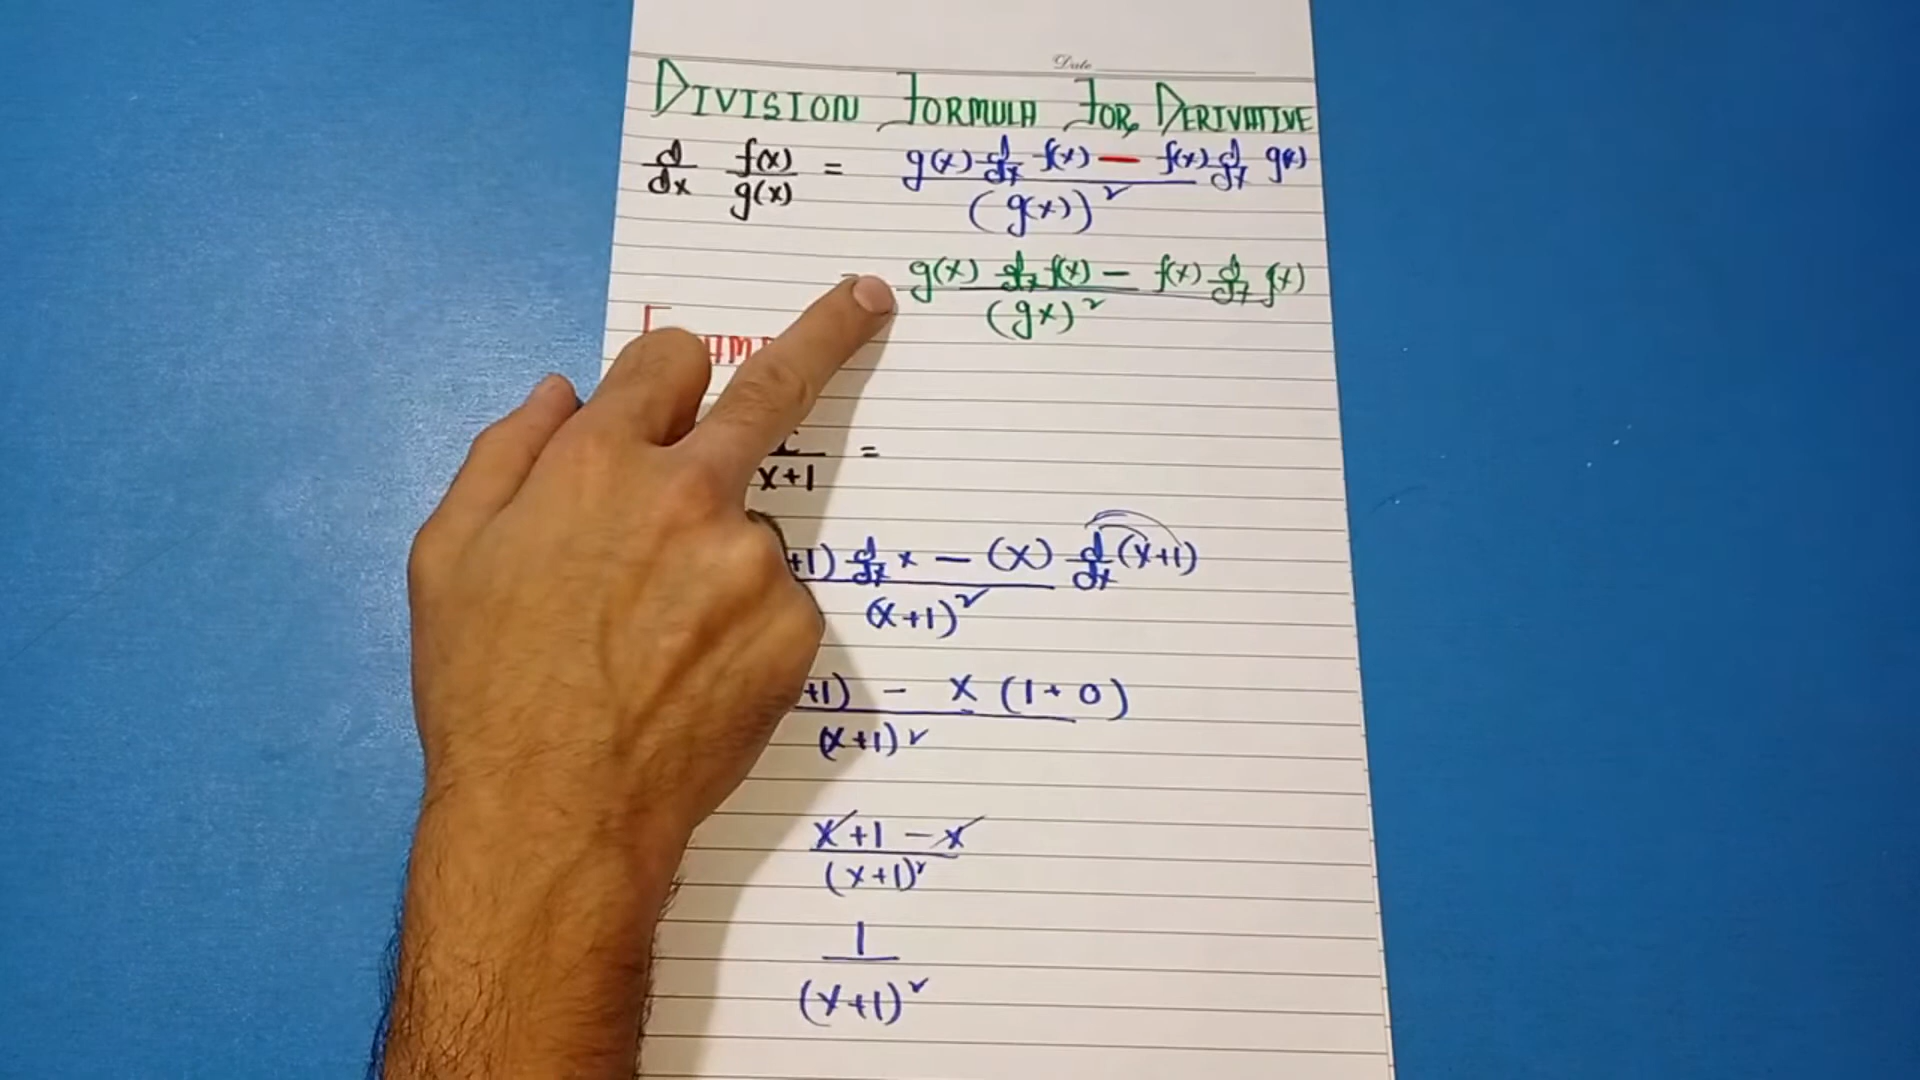 Date
DIVISION FORMULA FOR DERIVATIVE
d/dx f(x)/g(x) = g(x) d/dx f(x) — f(x) d/dx g(x) / (g(x))²
g(x) d/dx f(x) — f(x) d/dx g(x) / (gx)²
/ x+1 =
+1) d/dx x — (x) d/dx (x+1) / (x+1)²
+1) - x (1+0) / (x+1)²
x+1 - x / (x+1)²
1 / (x+1)²